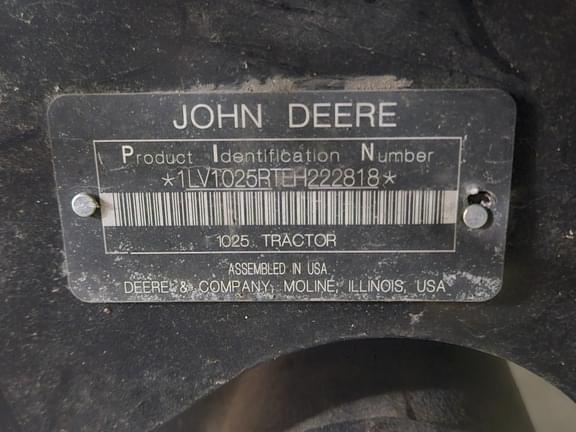 JOHN DEERE
Product Identification Number
*1LV1025RTEH222818*
1025 TRACTOR
ASSEMBLED IN USA
DEERE & COMPANY, MOLINE, ILLINOIS, USA